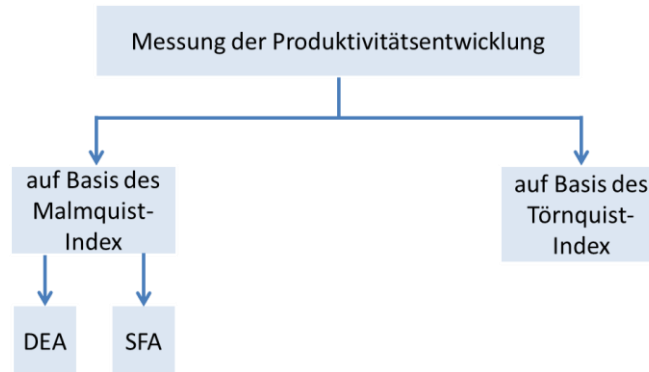 Messung der Produktivitätsentwicklung
auf Basis des
Malmquist-
Index
auf Basis des
Törnquist-
Index
DEA
SFA